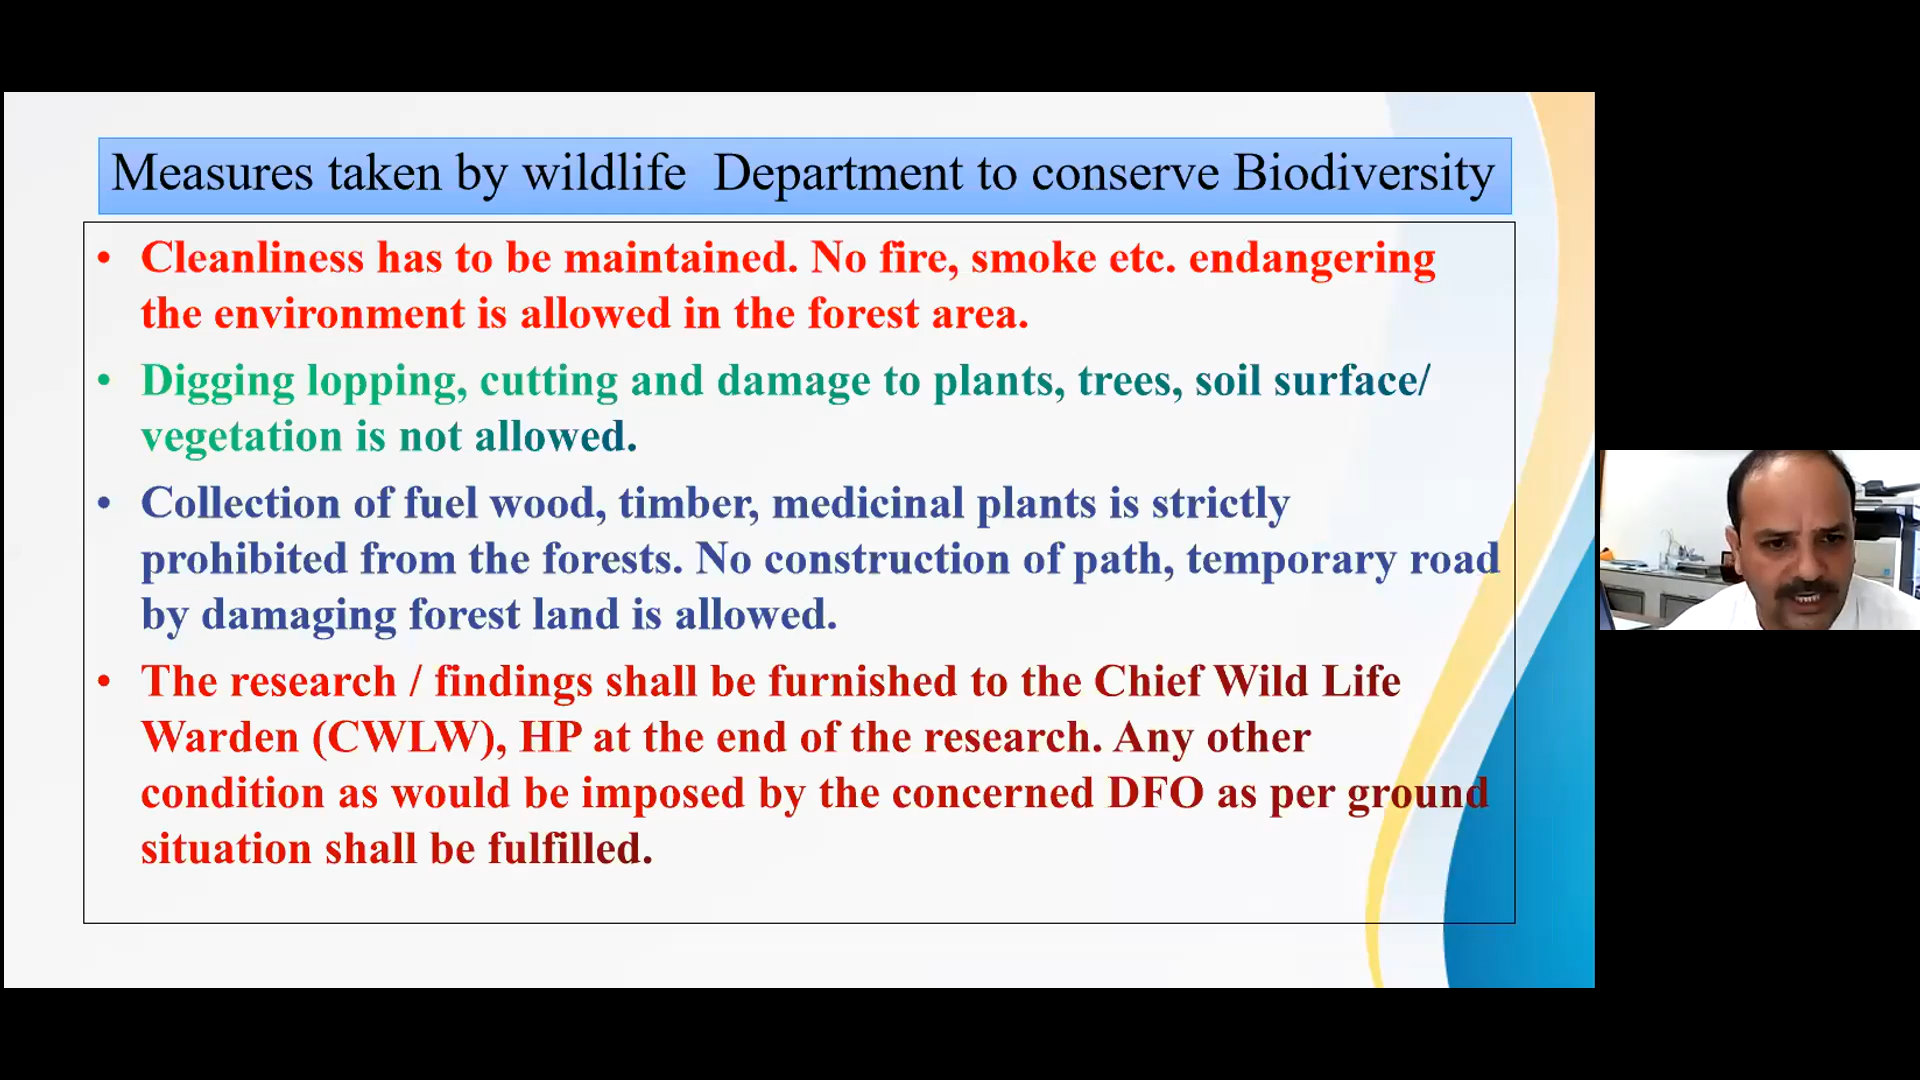 Measures taken by wildlife Department to conserve Biodiversity
• Cleanliness has to be maintained. No fire, smoke etc. endangering
the environment is allowed in the forest area.
• Digging lopping, cutting and damage to plants, trees, soil surface/
vegetation is not allowed.
• Collection of fuel wood, timber, medicinal plants is strictly
prohibited from the forests. No construction of path, temporary road
by damaging forest land is allowed.
• The research / findings shall be furnished to the Chief Wild Life
Warden (CWLW), HP at the end of the research. Any other
condition as would be imposed by the concerned DFO as per ground
situation shall be fulfilled.